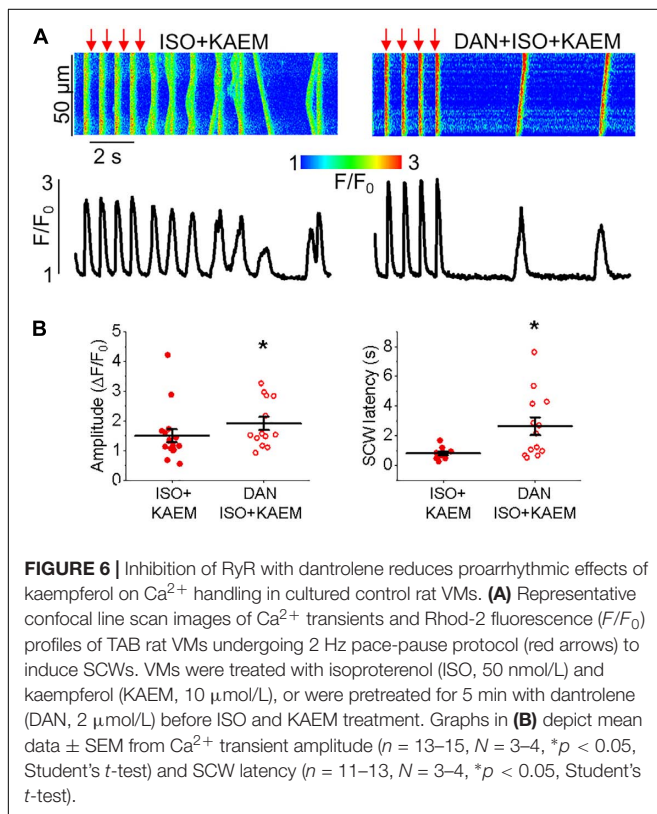 A
ISO+KAEM
DAN+ISO+KAEM
50 μm
2 s
1
3
F/F₀
3
F/F₀
1
B
5
4
3
2
1
0
Amplitude (ΔF/F₀)
*
ISO+
KAEM
DAN
ISO+KAEM
8
6
4
2
0
SCW latency (s)
*
ISO+
KAEM
DAN
ISO+KAEM
FIGURE 6 | Inhibition of RyR with dantrolene reduces proarrhythmic effects of
kaempferol on Ca²⁺ handling in cultured control rat VMs. (A) Representative
confocal line scan images of Ca²⁺ transients and Rhod-2 fluorescence (F/F₀)
profiles of TAB rat VMs undergoing 2 Hz pace-pause protocol (red arrows) to
induce SCWs. VMs were treated with isoproterenol (ISO, 50 nmol/L) and
kaempferol (KAEM, 10 μmol/L), or were pretreated for 5 min with dantrolene
(DAN, 2 μmol/L) before ISO and KAEM treatment. Graphs in (B) depict mean
data ± SEM from Ca²⁺ transient amplitude (n = 13–15, N = 3–4, *p < 0.05,
Student's t-test) and SCW latency (n = 11–13, N = 3–4, *p < 0.05, Student's
t-test).